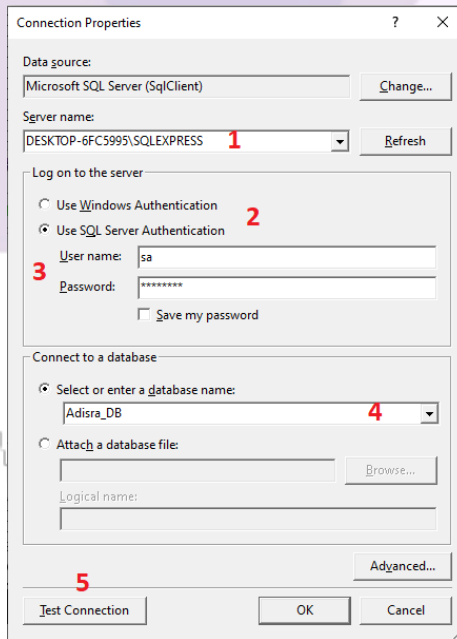 Connection Properties ? ×
Data source:
Microsoft SQL Server (SqlClient) Change...
Server name:
DESKTOP-6FC5995\SQLEXPRESS 1 Refresh
Log on to the server
Use Windows Authentication
2
Use SQL Server Authentication
3 User name: sa
Password: ********
Save my password
Connect to a database
Select or enter a database name:
Adisra_DB 4
Attach a database file:
Browse...
Logical name:
Advanced...
5
Test Connection OK Cancel